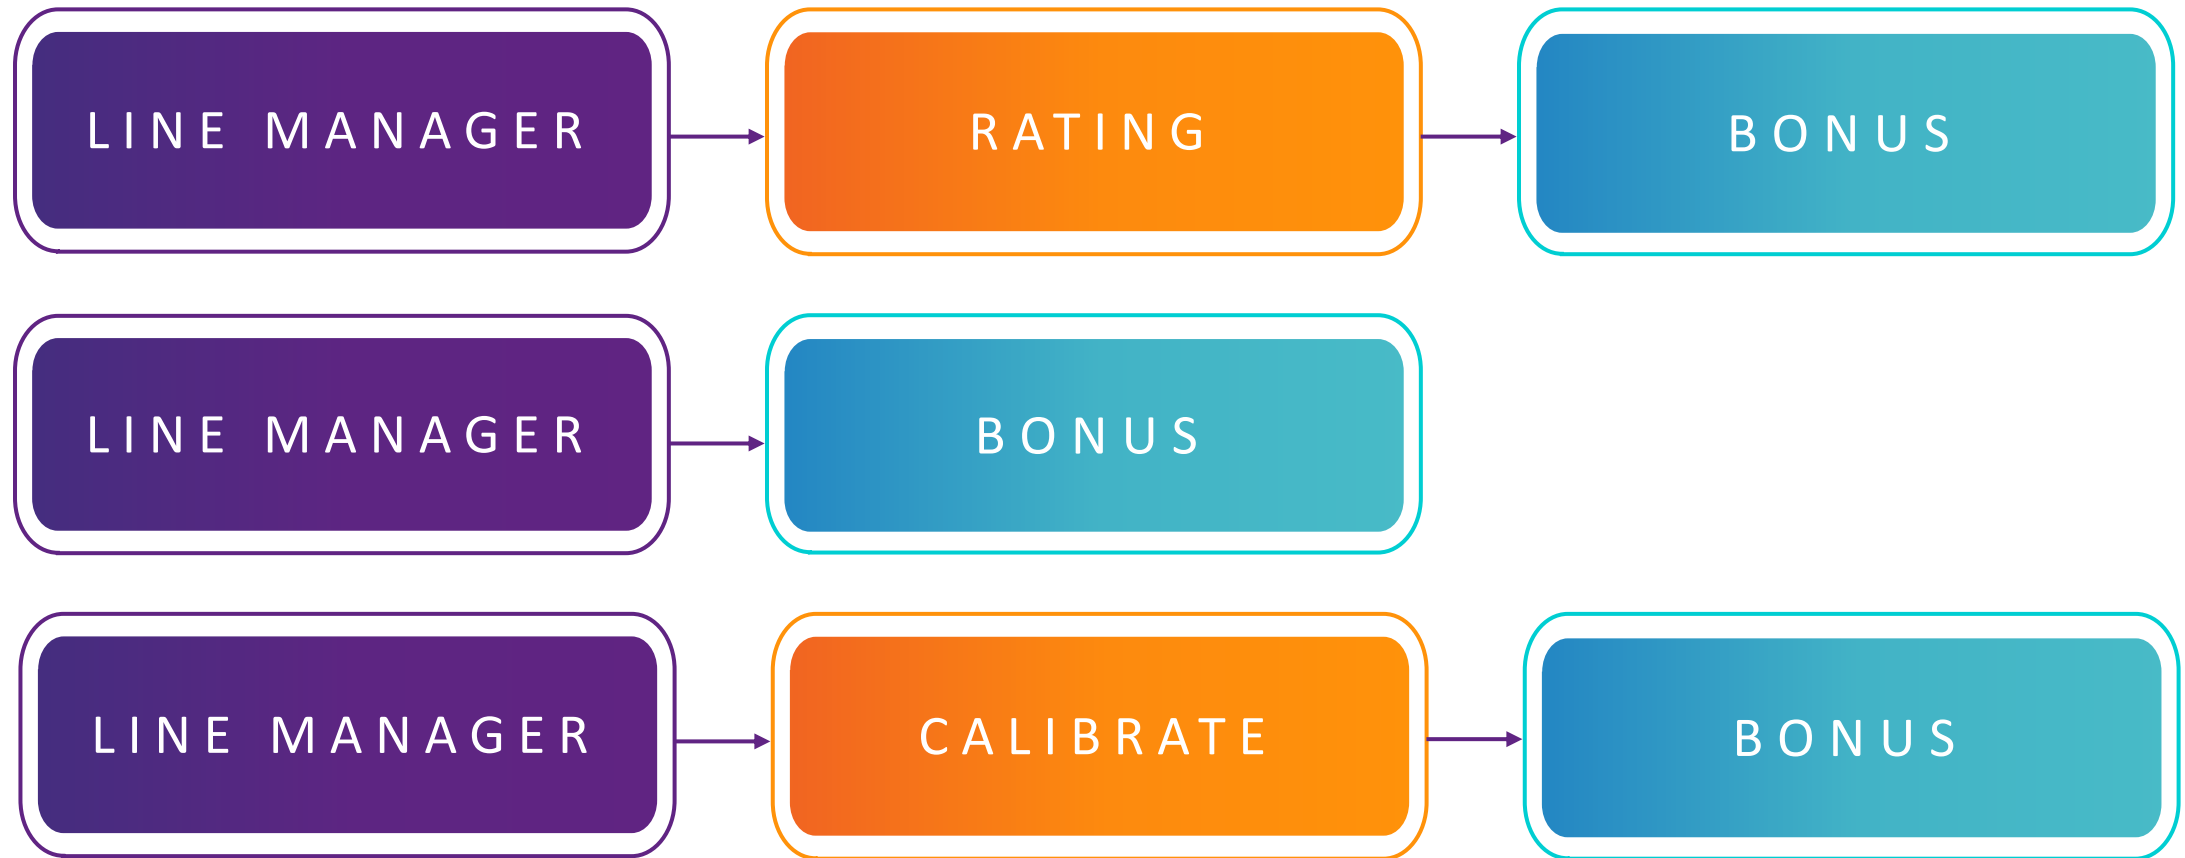 LINE MANAGER
RATING
BONUS
LINE MANAGER
BONUS
LINE MANAGER
CALIBRATE
BONUS